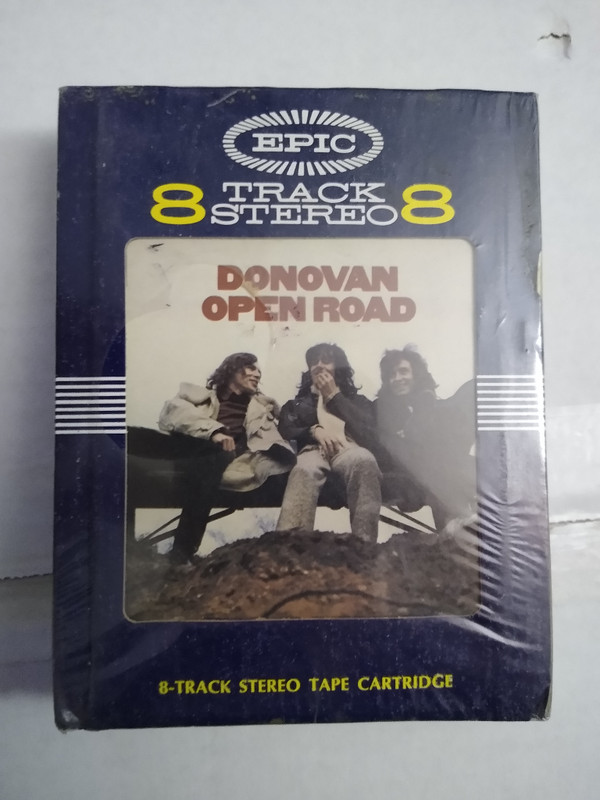 EPIC
8 TRACK 8
STEREO
DONOVAN
OPEN ROAD
8-TRACK STEREO TAPE CARTRIDGE